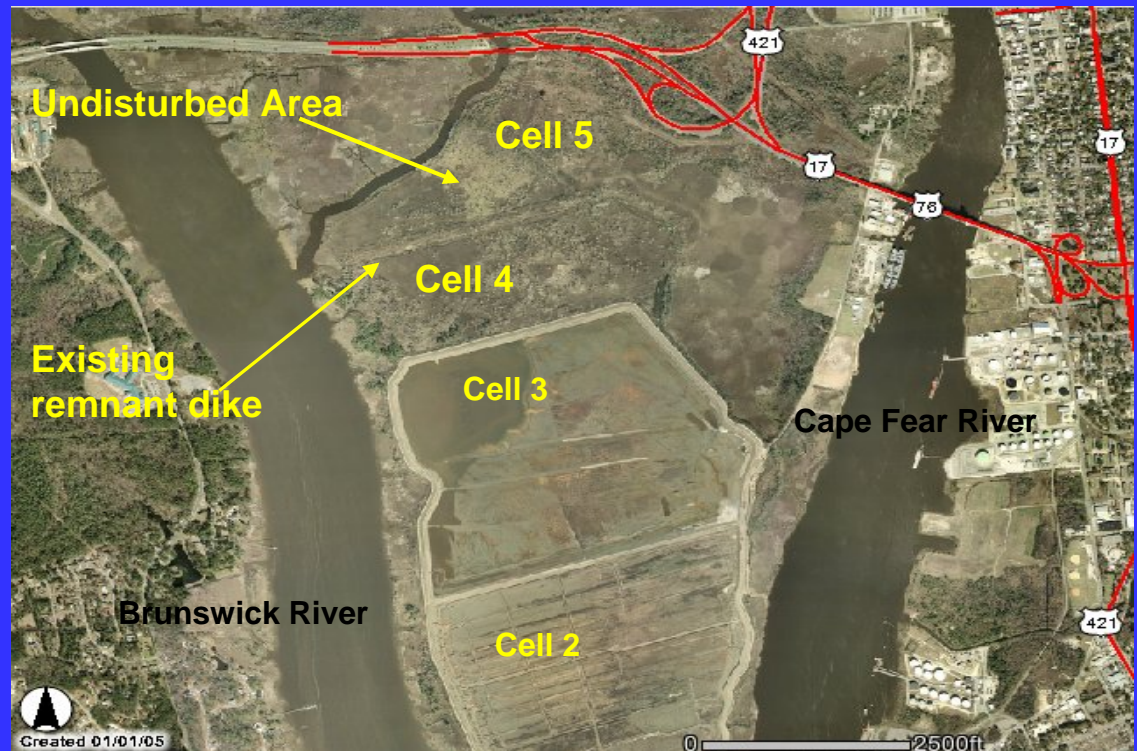 421
Undisturbed Area
Cell 5
17
17
76
Cell 4
Existing
remnant dike
Cell 3
Cape Fear River
Brunswick River
421
Cell 2
Created 01/01/05
0 2500ft